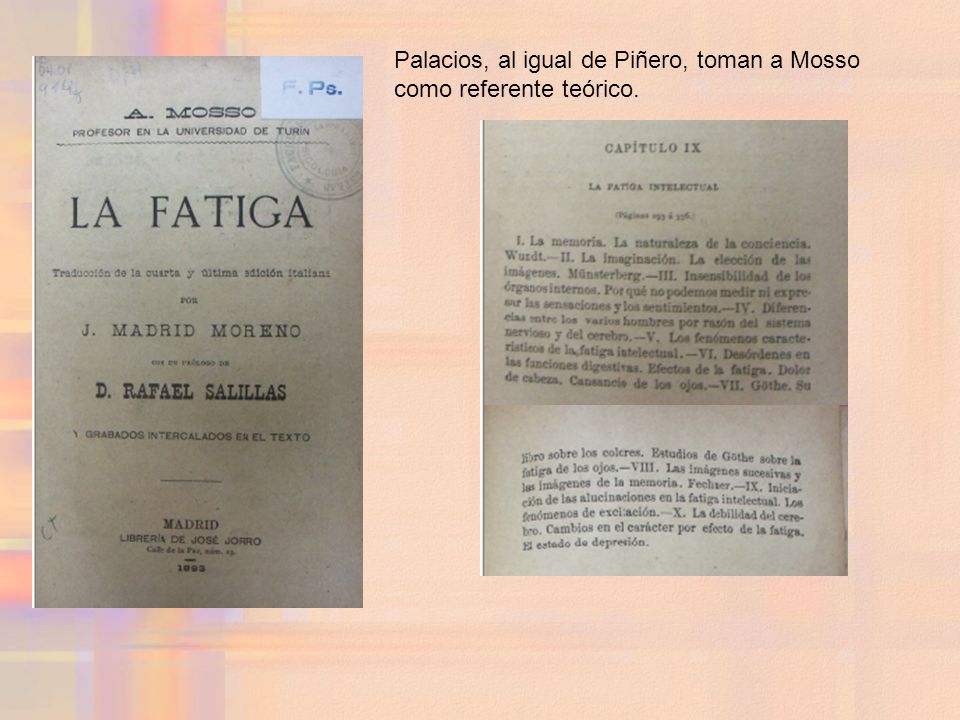 Palacios, al igual de Piñero, toman a Mosso
como referente teórico.
F. Ps.
A. MOSSO
PROFESOR EN LA UNIVERSIDAD DE TURÍN
LA FATIGA
Traducción de la cuarta y última edición italiana
POR
J. MADRID MORENO
CON UN PRÓLOGO DE
D. RAFAEL SALILLAS
Y GRABADOS INTERCALADOS EN EL TEXTO
MADRID
LIBRERÍA DE JOSÉ JORRO
Calle de la Paz, núm. 23.
1893
CAPÍTULO IX
LA FATIGA INTELECTUAL
(Páginas 293 á 336.)
I. La memoria. La naturaleza de la conciencia.
Wundt.—II. La imaginación. La elección de las
imágenes. Münsterberg.—III. Insensibilidad de los
órganos internos. Por qué no podemos medir ni expre-
sar las sensaciones y los sentimientos.—IV. Diferen-
cias entre los varios hombres por razón del sistema
nervioso y del cerebro.—V. Los fenómenos caracte-
rísticos de la fatiga intelectual.—VI. Desórdenes en
las funciones digestivas. Efectos de la fatiga. Dolor
de cabeza. Cansancio de los ojos.—VII. Göthe. Su
libro sobre los colores. Estudios de Göthe sobre la
fatiga de los ojos.—VIII. Las imágenes sucesivas y
las imágenes de la memoria. Fechner.—IX. Inicia-
ción de las alucinaciones en la fatiga intelectual. Los
fenómenos de excitación.—X. La debilidad del cere-
bro. Cambios en el carácter por efecto de la fatiga.
El estado de depresión.